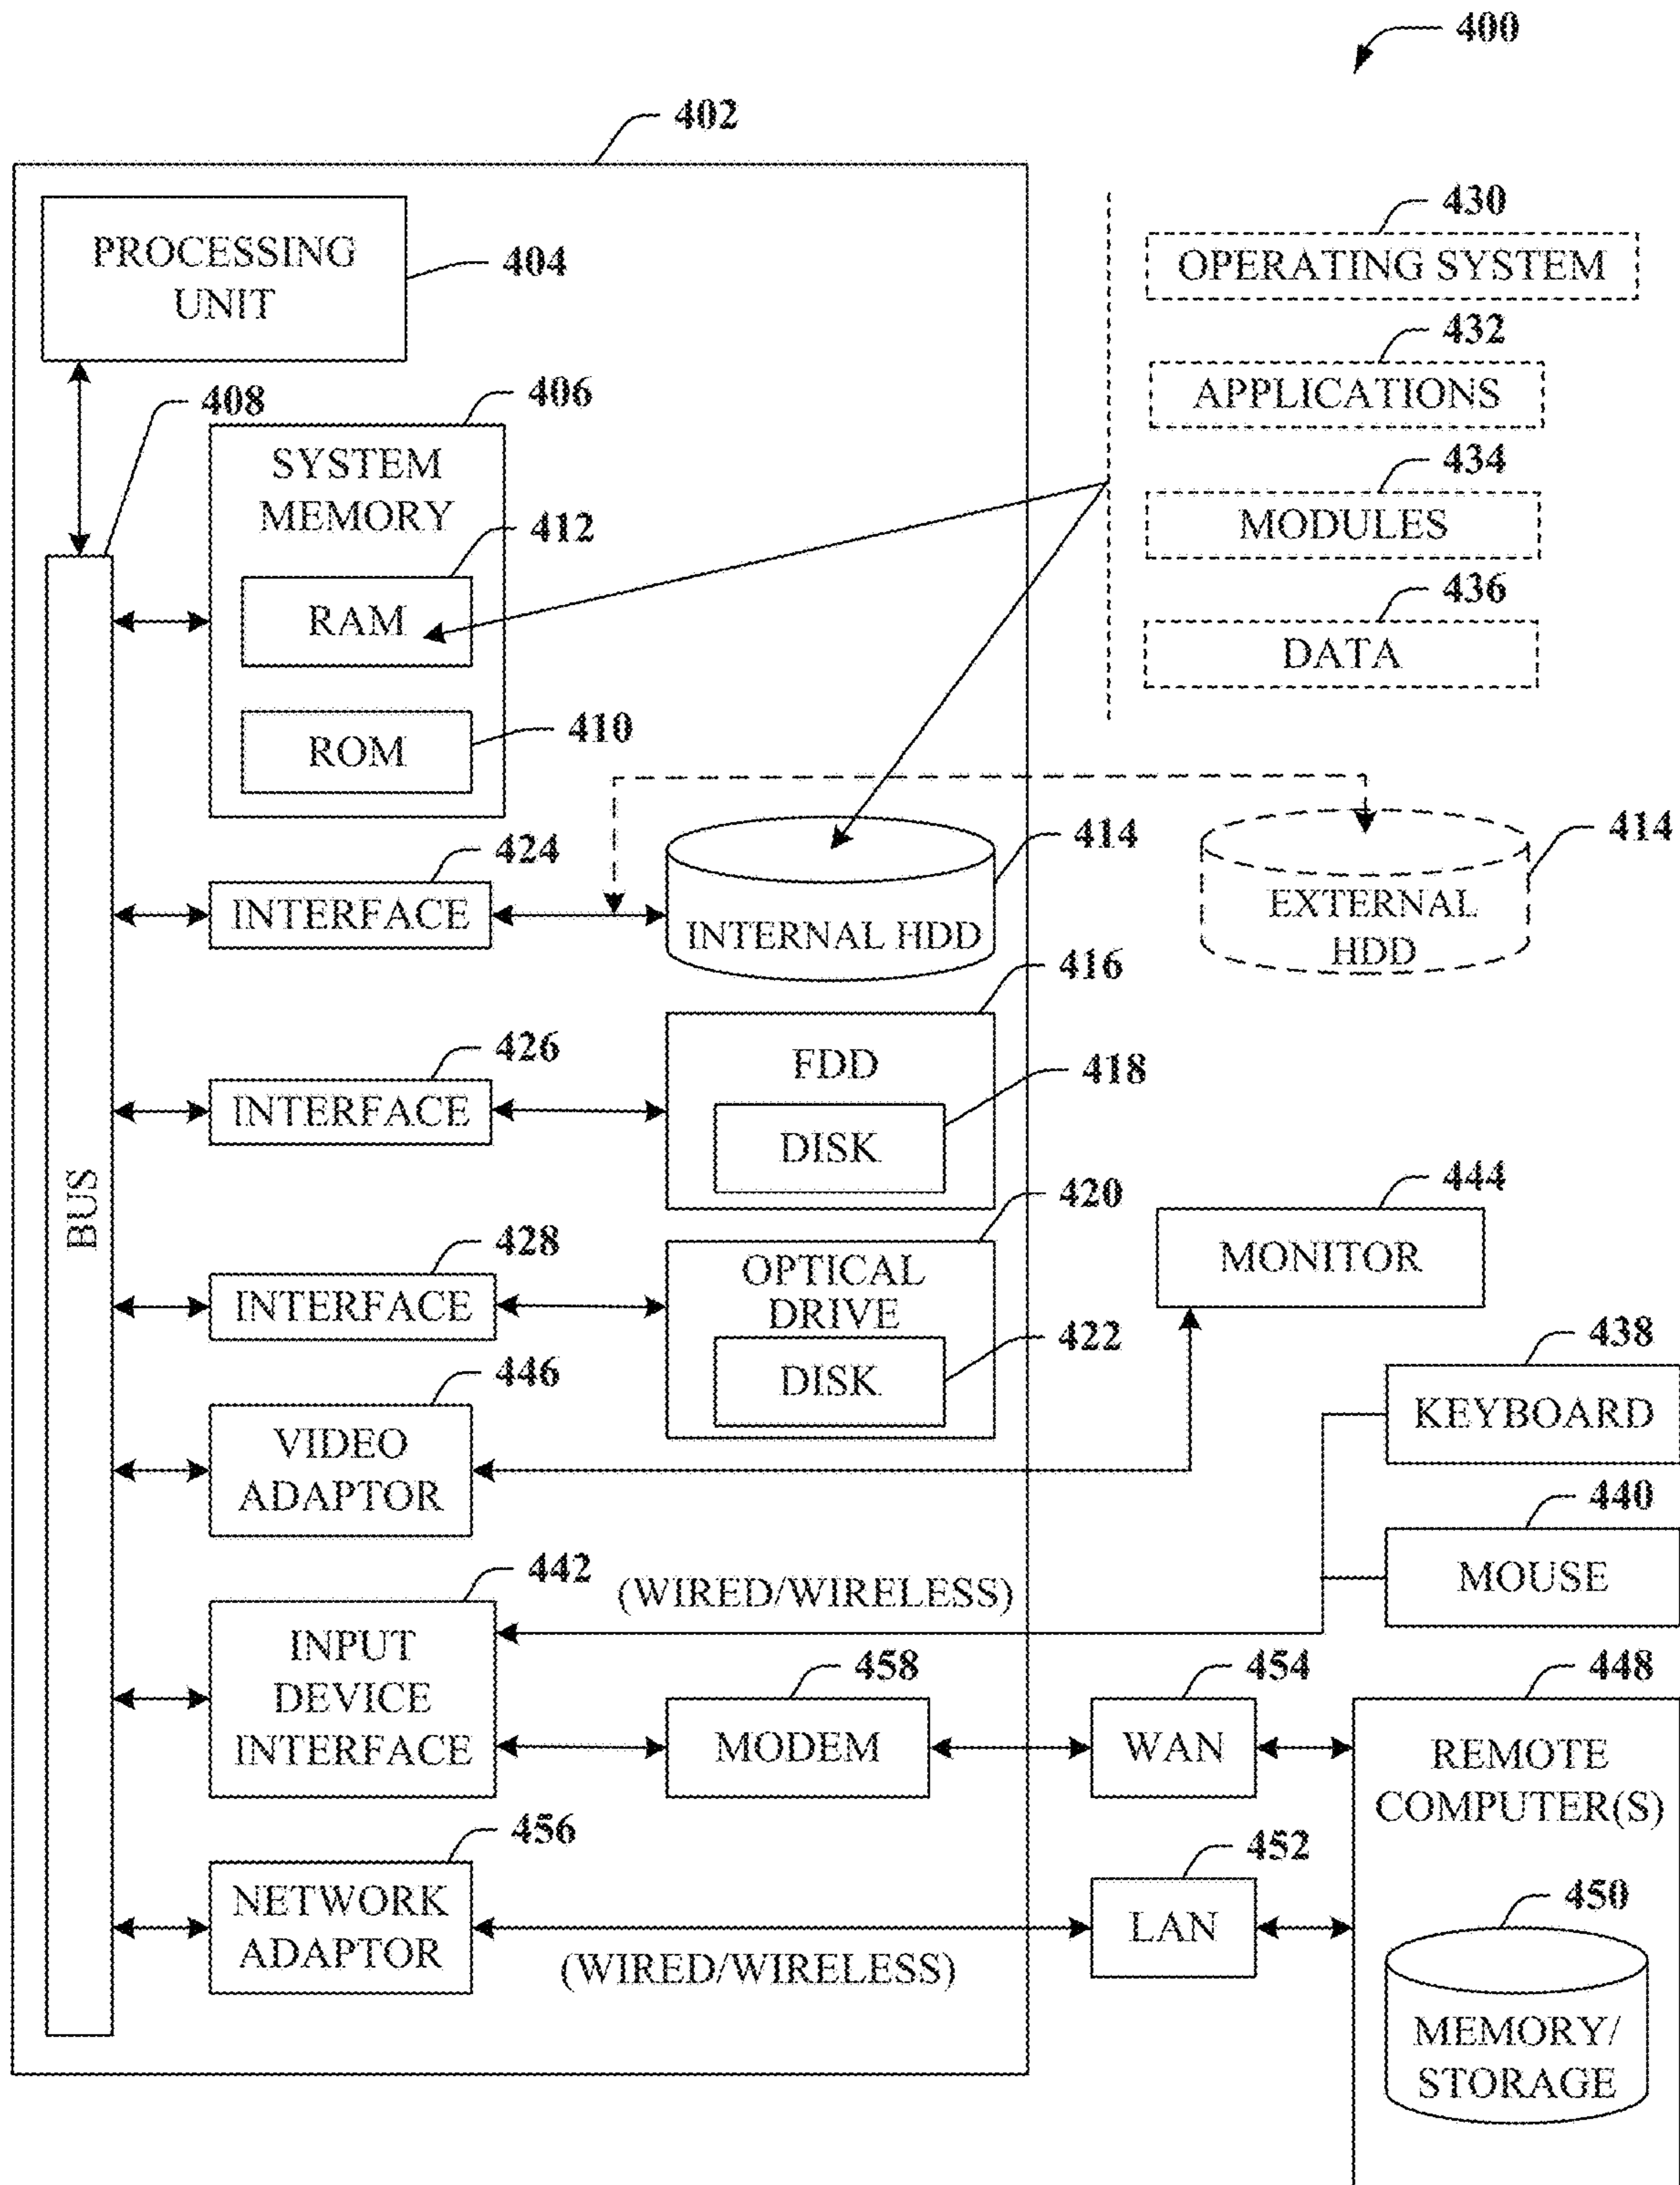 400
402
PROCESSING
UNIT
404
430
OPERATING SYSTEM
432
APPLICATIONS
434
MODULES
436
DATA
408
406
SYSTEM
MEMORY
412
RAM
410
ROM
424
INTERFACE
414
INTERNAL HDD
414
EXTERNAL
HDD
426
INTERFACE
416
FDD
418
DISK
BUS
428
INTERFACE
420
OPTICAL
DRIVE
422
DISK
444
MONITOR
446
VIDEO
ADAPTOR
438
KEYBOARD
440
MOUSE
442
INPUT
DEVICE
INTERFACE
(WIRED/WIRELESS)
458
MODEM
454
WAN
448
REMOTE
COMPUTER(S)
456
NETWORK
ADAPTOR
(WIRED/WIRELESS)
452
LAN
450
MEMORY/
STORAGE